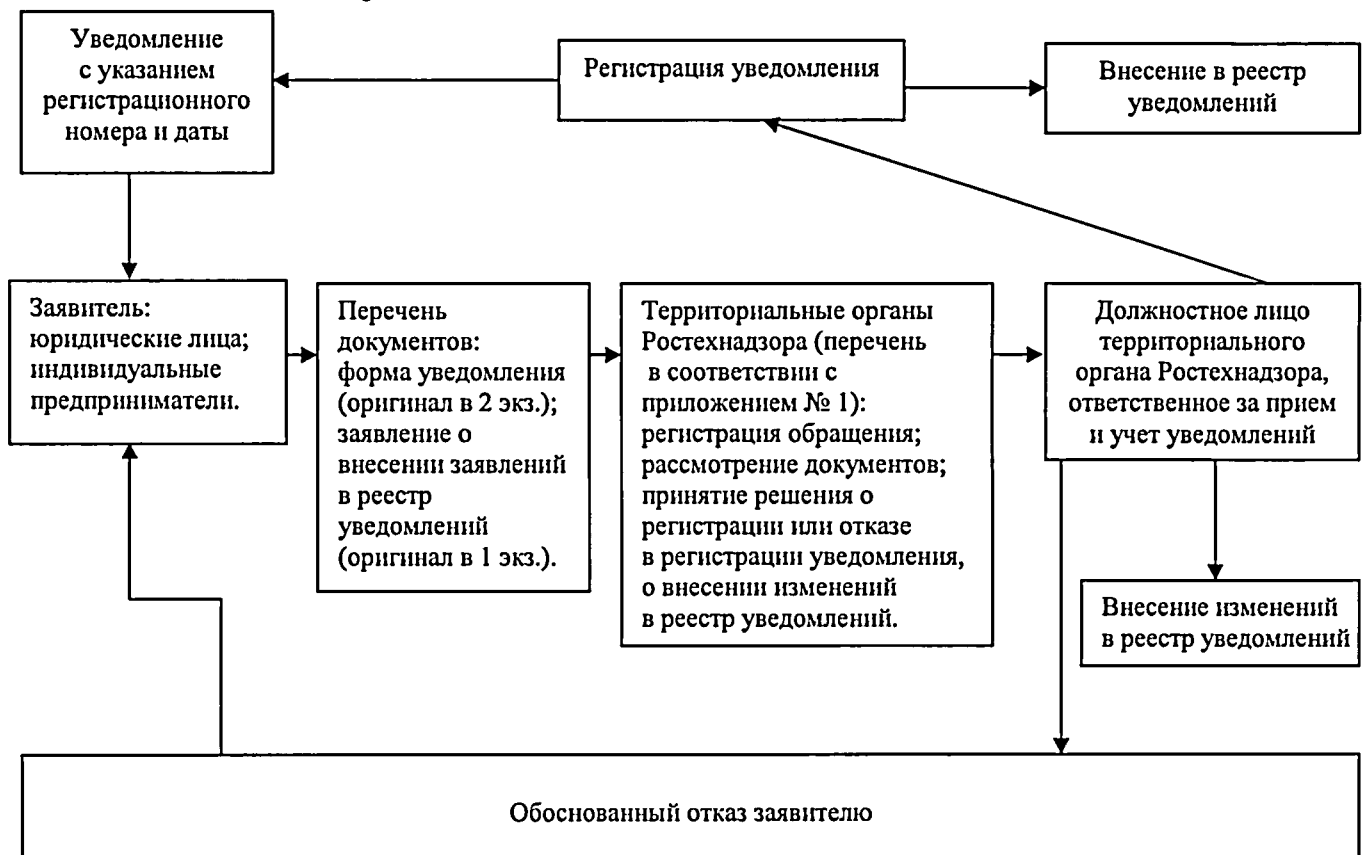 Уведомление
с указанием
регистрационного
номера и даты
Регистрация уведомления
Внесение в реестр
уведомлений
Заявитель:
юридические лица;
индивидуальные
предприниматели.
Перечень
документов:
форма уведомления
(оригинал в 2 экз.);
заявление о
внесении заявлений
в реестр
уведомлений
(оригинал в 1 экз.).
Территориальные органы
Ростехнадзора (перечень
в соответствии с
приложением № 1):
регистрация обращения;
рассмотрение документов;
принятие решения о
регистрации или отказе
в регистрации уведомления,
о внесении изменений
в реестр уведомлений.
Должностное лицо
территориального
органа Ростехнадзора,
ответственное за прием
и учет уведомлений
Внесение изменений
в реестр уведомлений
Обоснованный отказ заявителю